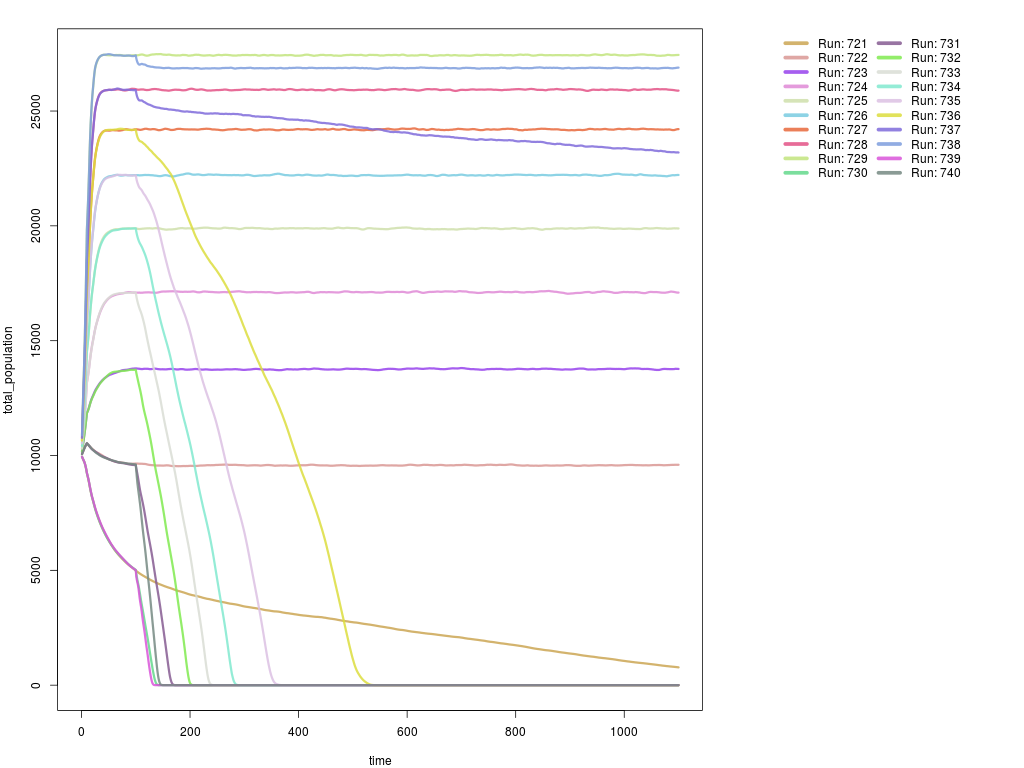 total_population
0
5000
10000
15000
20000
25000
0
200
400
600
800
1000
time
Run: 721
Run: 722
Run: 723
Run: 724
Run: 725
Run: 726
Run: 727
Run: 728
Run: 729
Run: 730
Run: 731
Run: 732
Run: 733
Run: 734
Run: 735
Run: 736
Run: 737
Run: 738
Run: 739
Run: 740